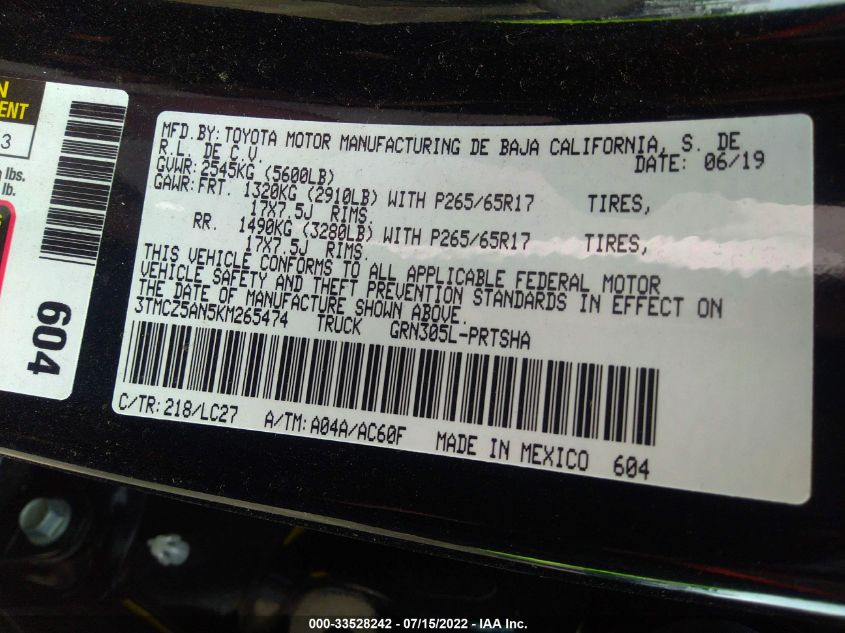 N
ENT
3
lbs.
lb.
604
MFD.BY:TOYOTA MOTOR MANUFACTURING DE BAJA CALIFORNIA, S. DE
R.L. DE C.V.
DATE: 06/19
GVWR:2545KG (5600LB)
GAWR:FRT. 1320KG (2910LB) WITH P265/65R17 TIRES,
17X7.5J RIMS.
RR. 1490KG (3280LB) WITH P265/65R17 TIRES,
17X7.5J RIMS.
THIS VEHICLE CONFORMS TO ALL APPLICABLE FEDERAL MOTOR
VEHICLE SAFETY AND THEFT PREVENTION STANDARDS IN EFFECT ON
THE DATE OF MANUFACTURE SHOWN ABOVE.
3TMCZ5AN5KM265474 TRUCK GRN305L-PRTSHA
C/TR:218/LC27 A/TM:A04A/AC60F MADE IN MEXICO 604
000-33528242 - 07/15/2022 - IAA Inc.